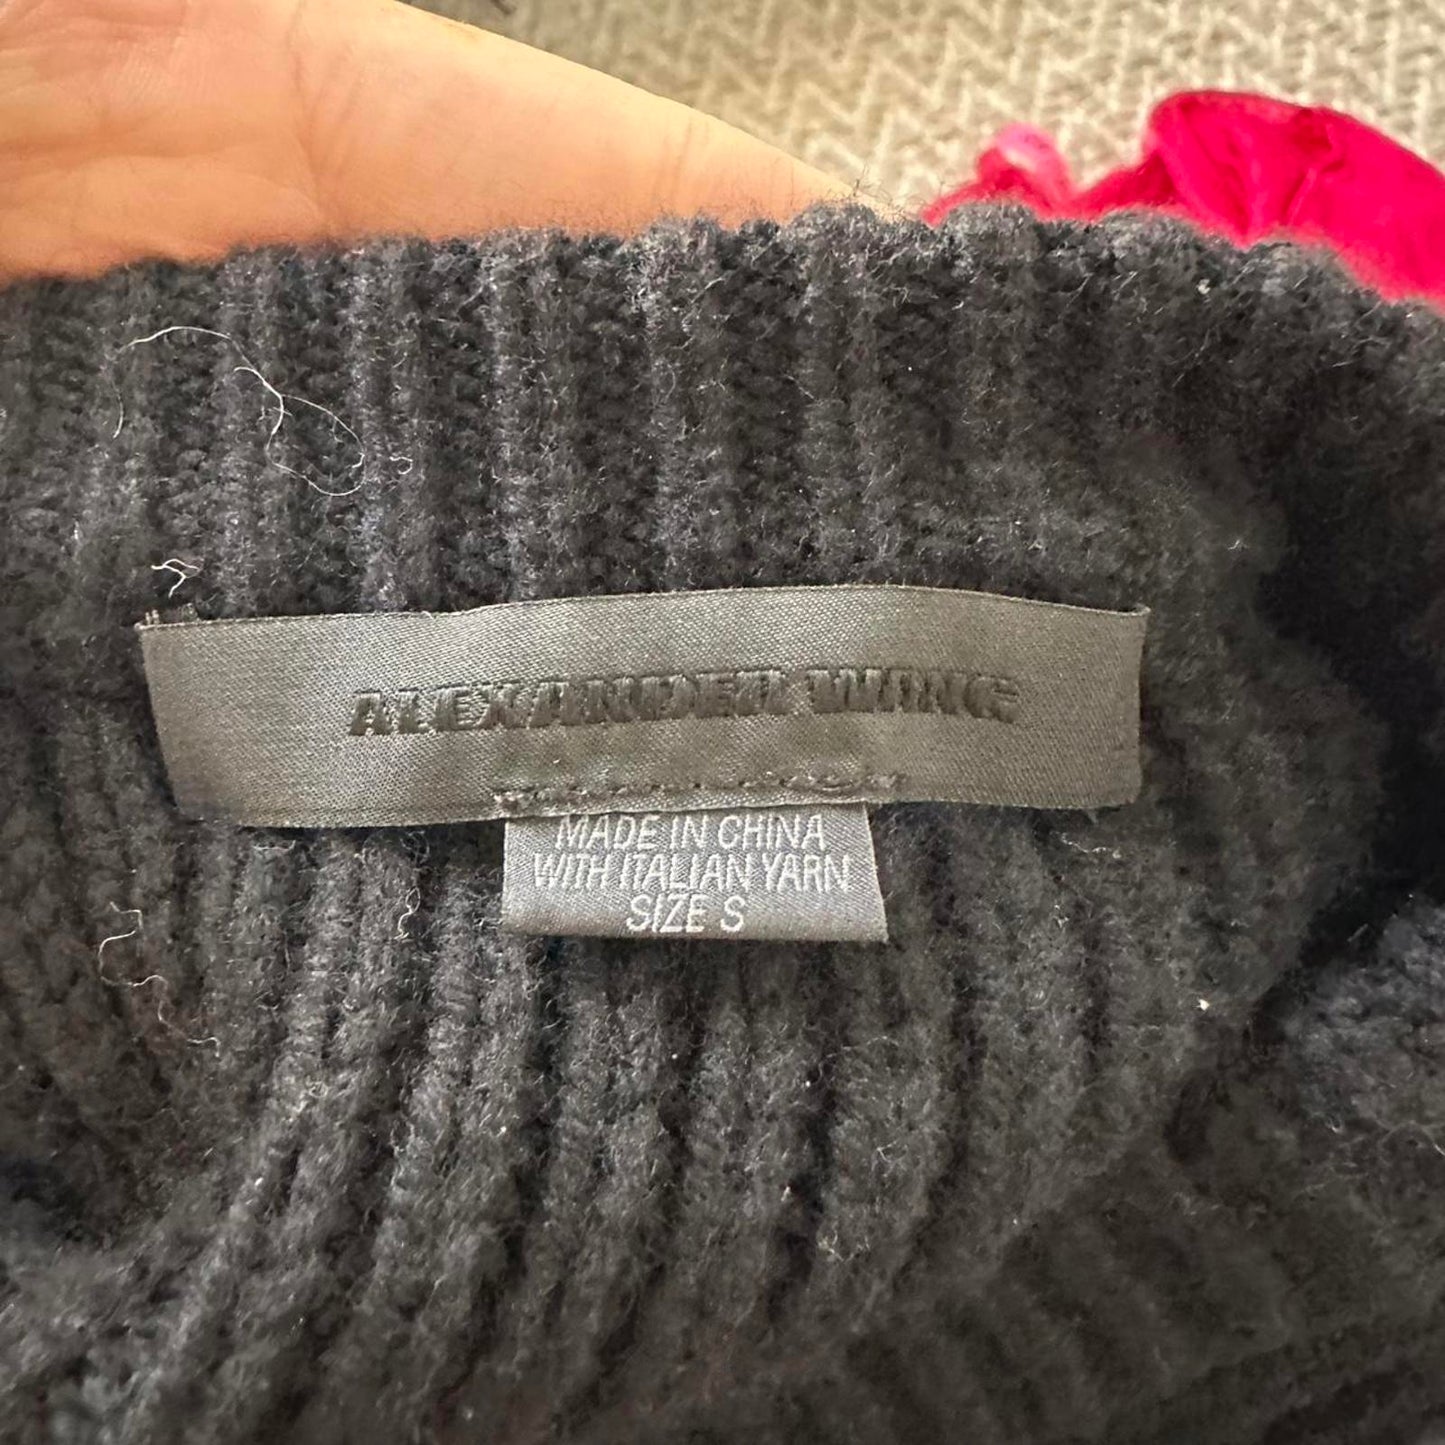 ALEXANDER WANG
MADE IN CHINA
WITH ITALIAN YARN
SIZE S